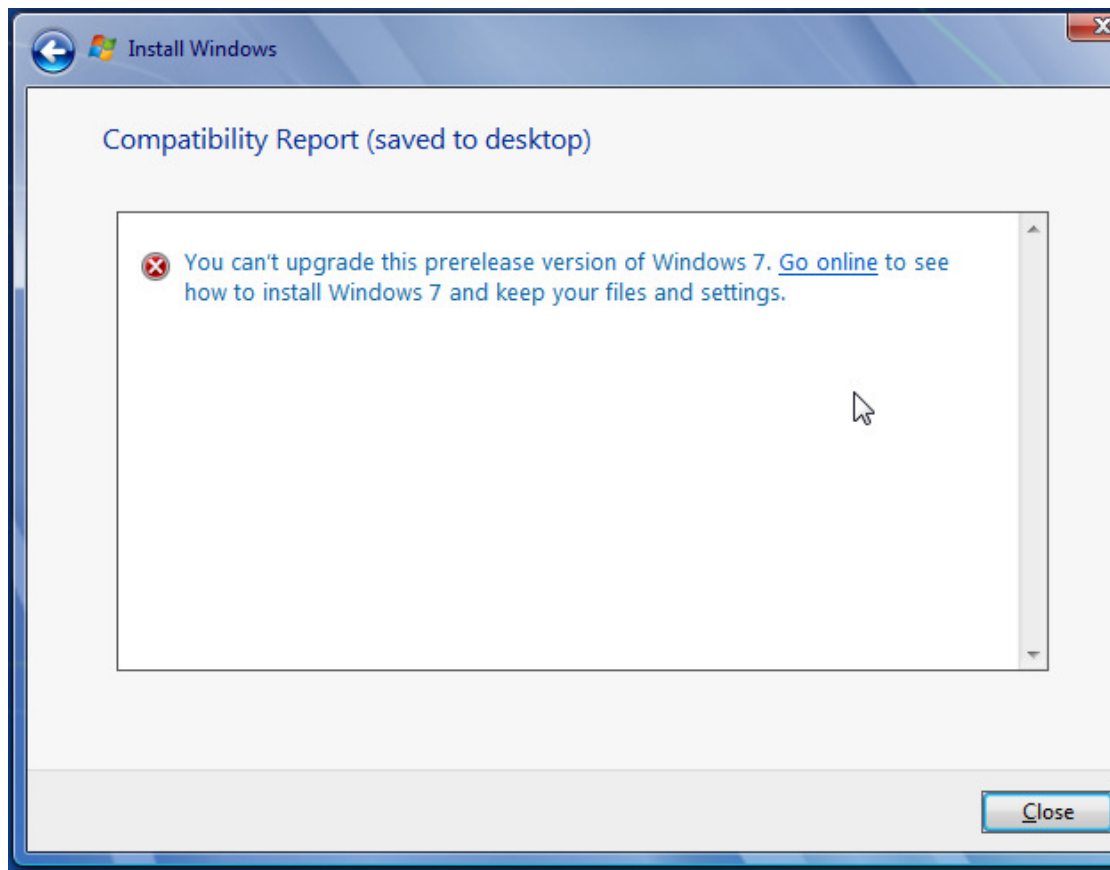 Install Windows
Compatibility Report (saved to desktop)
You can't upgrade this prerelease version of Windows 7. Go online to see
how to install Windows 7 and keep your files and settings.
Close